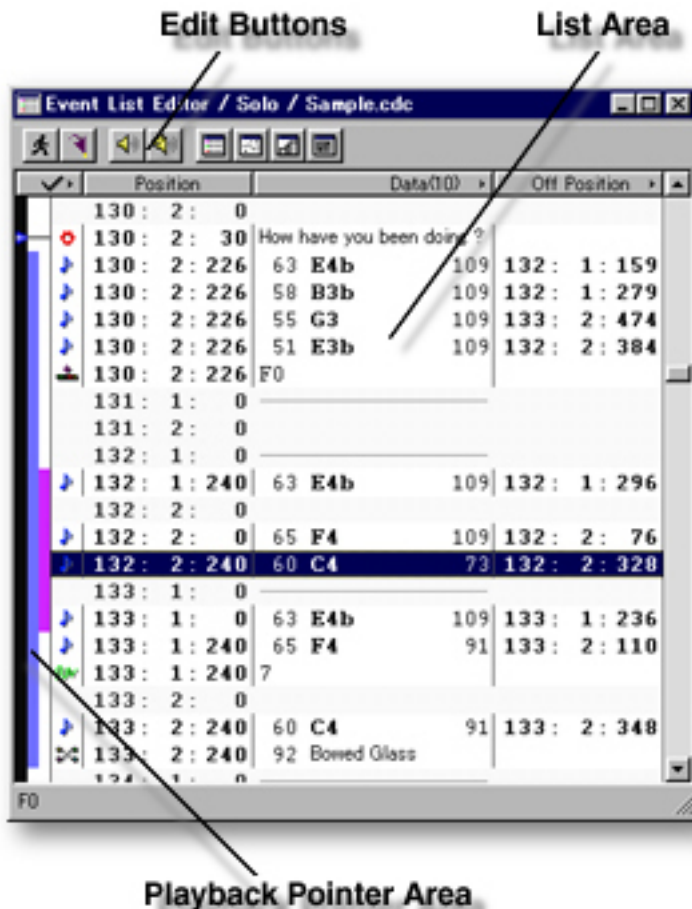 Edit Buttons List Area
Event List Editor / Solo / Sample.cdc
Position Data(10) Off Position
130: 2: 0
130: 2: 30 How have you been doing ?
130: 2: 226 63 E4b 109 132: 1: 159
130: 2: 226 58 B3b 109 132: 1: 279
130: 2: 226 55 G3 109 133: 2: 474
130: 2: 226 51 E3b 109 132: 2: 384
130: 2: 226 F0
131: 1: 0
131: 2: 0
132: 1: 0
132: 1: 240 63 E4b 109 132: 1: 296
132: 2: 0
132: 2: 0 65 F4 109 132: 2: 76
132: 2: 240 60 C4 73 132: 2: 328
133: 1: 0
133: 1: 0 63 E4b 109 133: 1: 236
133: 1: 240 65 F4 91 133: 2: 110
133: 1: 240 7
133: 2: 0
133: 2: 240 60 C4 91 133: 2: 348
133: 2: 240 92 Bowed Glass
134: 1: 0
F0
Playback Pointer Area